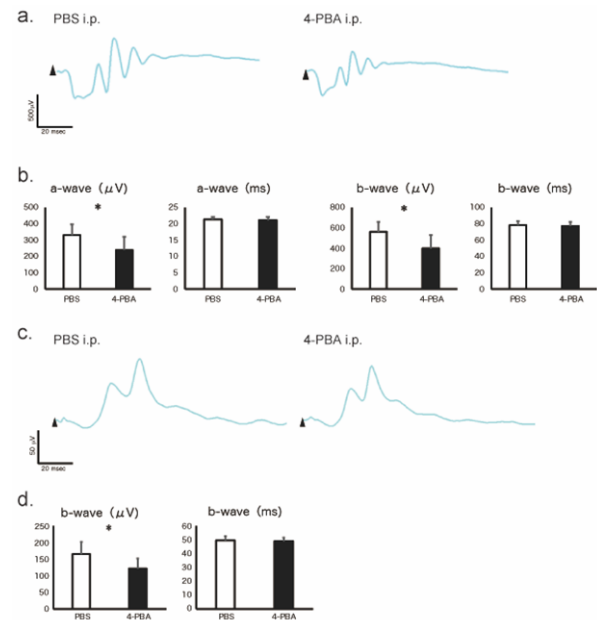 a. PBS i.p. 4-PBA i.p.
500μV
20 msec
b.
a-wave (μV) a-wave (ms) b-wave (μV) b-wave (ms)
* *
500 25 800 100
400 20 600 80
300 15 400 60
200 10 200 40
100 5 0 20
0 0 0
PBS 4-PBA PBS 4-PBA PBS 4-PBA PBS 4-PBA
c. PBS i.p. 4-PBA i.p.
50 μV
20 msec
d.
b-wave (μV) b-wave (ms)
*
250 60
200 50
150 40
100 30
50 20
0 10
0
PBS 4-PBA PBS 4-PBA